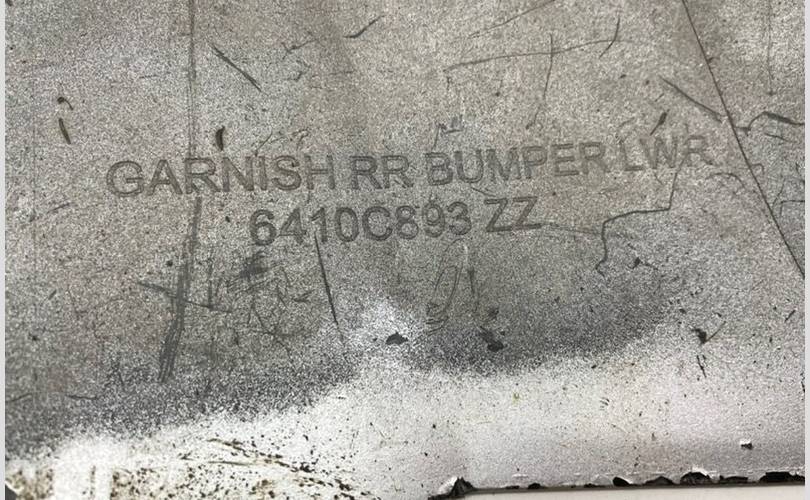 GARNISH RR BUMPER LWR
6410C893 ZZ